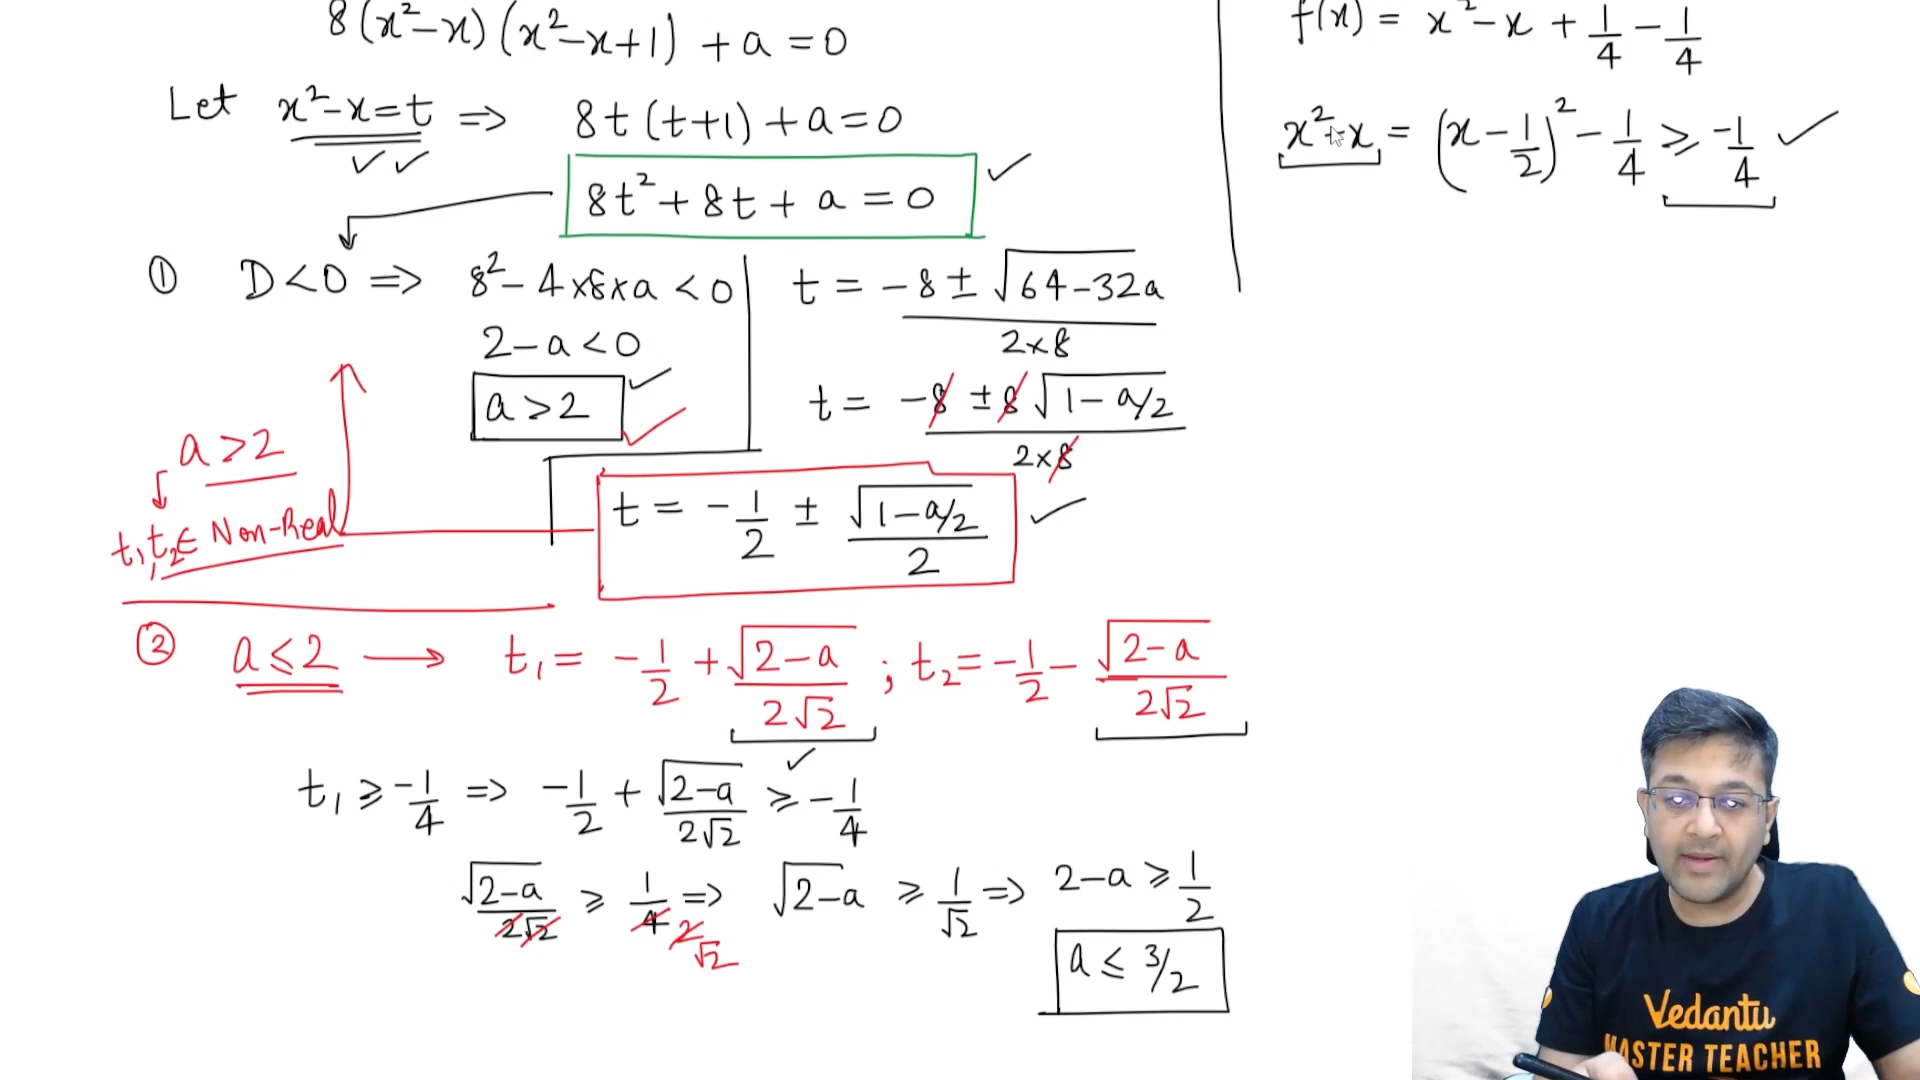 8(x²-x)(x²-x+1) + a = 0
Let x²-x=t ⇒ 8t(t+1)+a=0
8t²+8t+a=0
① D<0 ⇒ 8²-4×8×a<0
2-a<0
a>2
t = (-8 ± √(64-32a))/(2×8)
t = (-8 ± 8√(1-a/2))/(2×8)
t = -1/2 ± √(1-a/2)/2
a>2
t₁, t₂ ∈ Non-Real
② a≤2 → t₁ = -1/2 + √(2-a)/(2√2) ; t₂ = -1/2 - √(2-a)/(2√2)
t₁ ≥ -1/4 ⇒ -1/2 + √(2-a)/(2√2) ≥ -1/4
√(2-a)/(2√2) ≥ 1/4 2√2 ⇒ √(2-a) ≥ 1/√2 ⇒ 2-a ≥ 1/2
a ≤ 3/2
f(x) = x²-x+1/4-1/4
x²-x = (x-1/2)²-1/4 ≥ -1/4
Vedantu
MASTER TEACHER